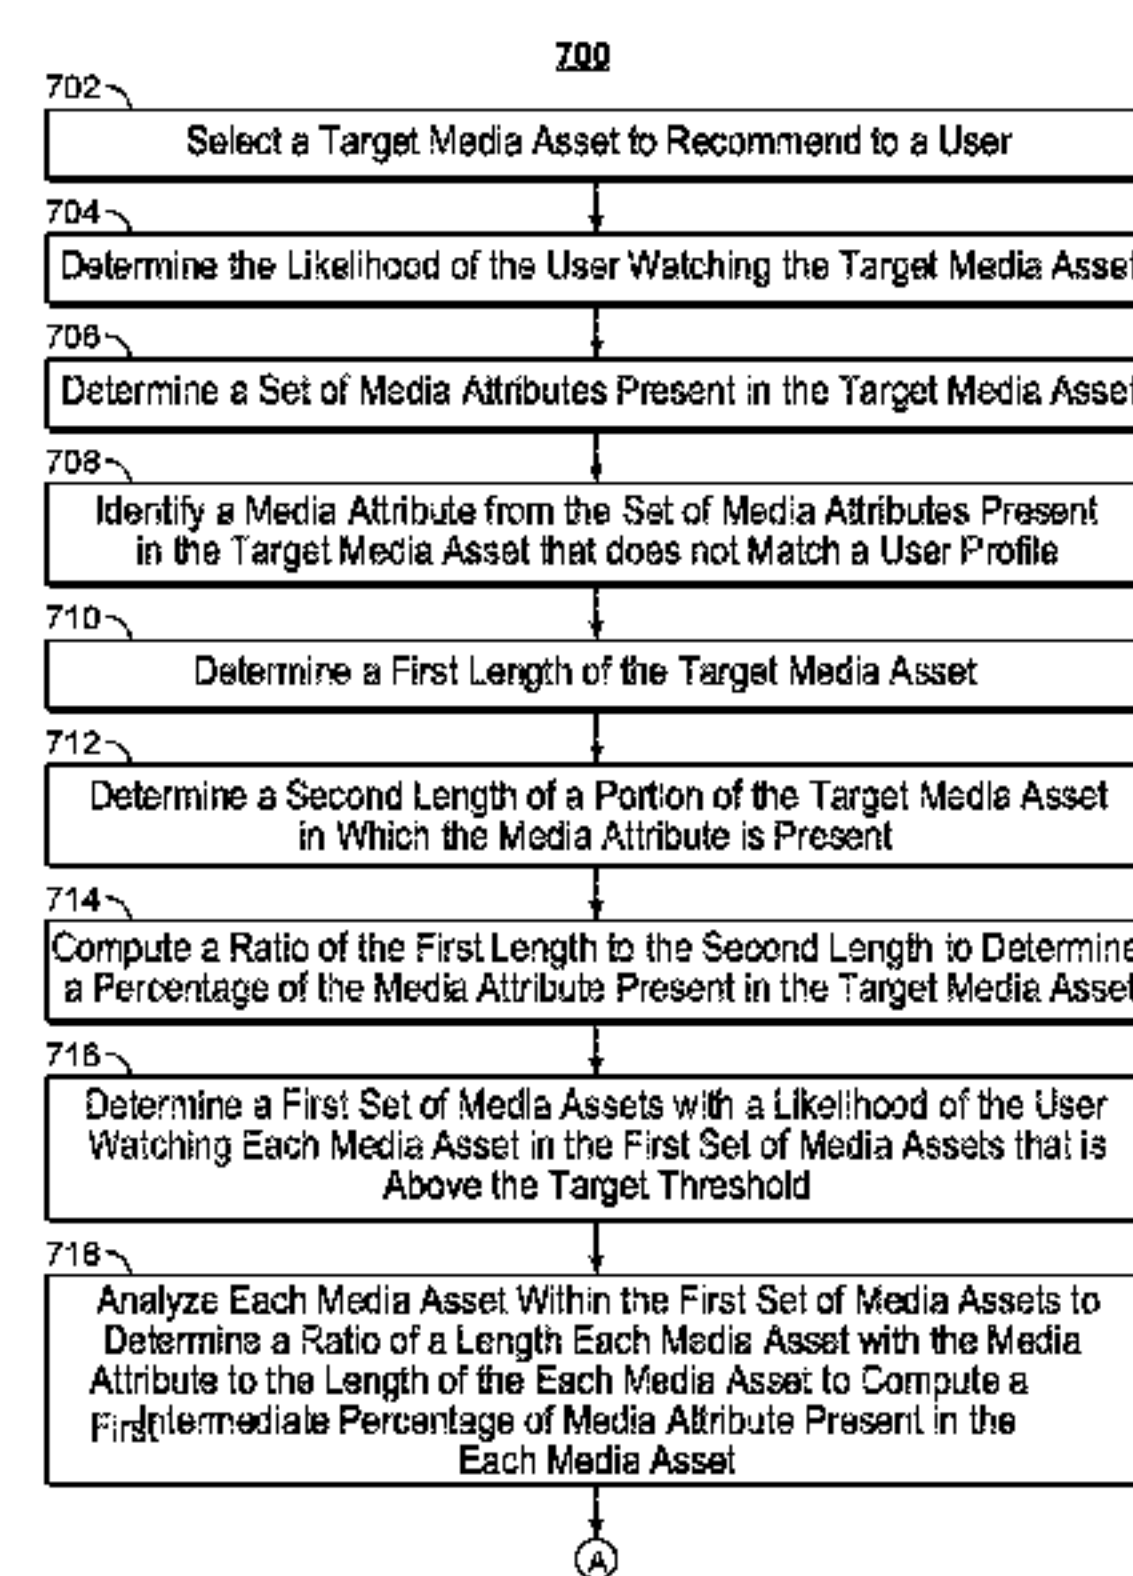 700
702
Select a Target Media Asset to Recommend to a User
704
Determine the Likelihood of the User Watching the Target Media Asset
706
Determine a Set of Media Attributes Present in the Target Media Asset
708
Identify a Media Attribute from the Set of Media Attributes Present
in the Target Media Asset that does not Match a User Profile
710
Determine a First Length of the Target Media Asset
712
Determine a Second Length of a Portion of the Target Media Asset
in Which the Media Attribute is Present
714
Compute a Ratio of the First Length to the Second Length to Determine
a Percentage of the Media Attribute Present in the Target Media Asset
716
Determine a First Set of Media Assets with a Likelihood of the User
Watching Each Media Asset in the First Set of Media Assets that is
Above the Target Threshold
718
Analyze Each Media Asset Within the First Set of Media Assets to
Determine a Ratio of a Length Each Media Asset with the Media
Attribute to the Length of the Each Media Asset to Compute a
First Intermediate Percentage of Media Attribute Present in the
Each Media Asset
A